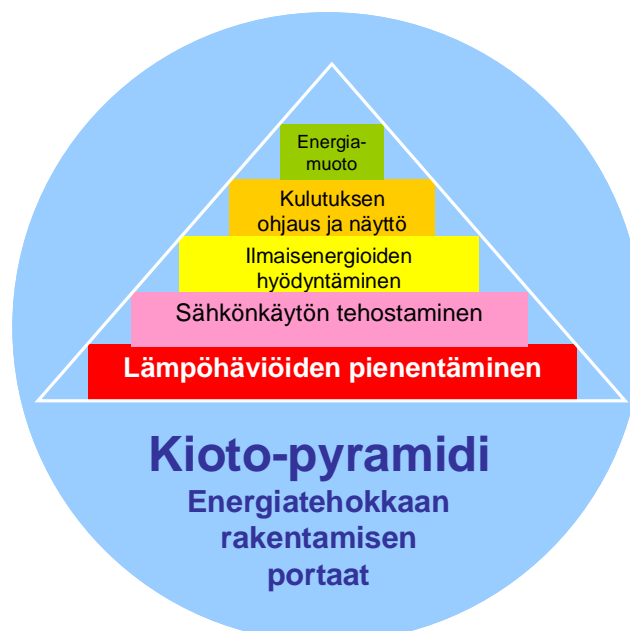 Energia-
muoto
Kulutuksen
ohjaus ja näyttö
Ilmaisenergioiden
hyödyntäminen
Sähkönkäytön tehostaminen
Lämpöhäviöiden pienentäminen
Kioto-pyramidi
Energiatehokkaan
rakentamisen
portaat